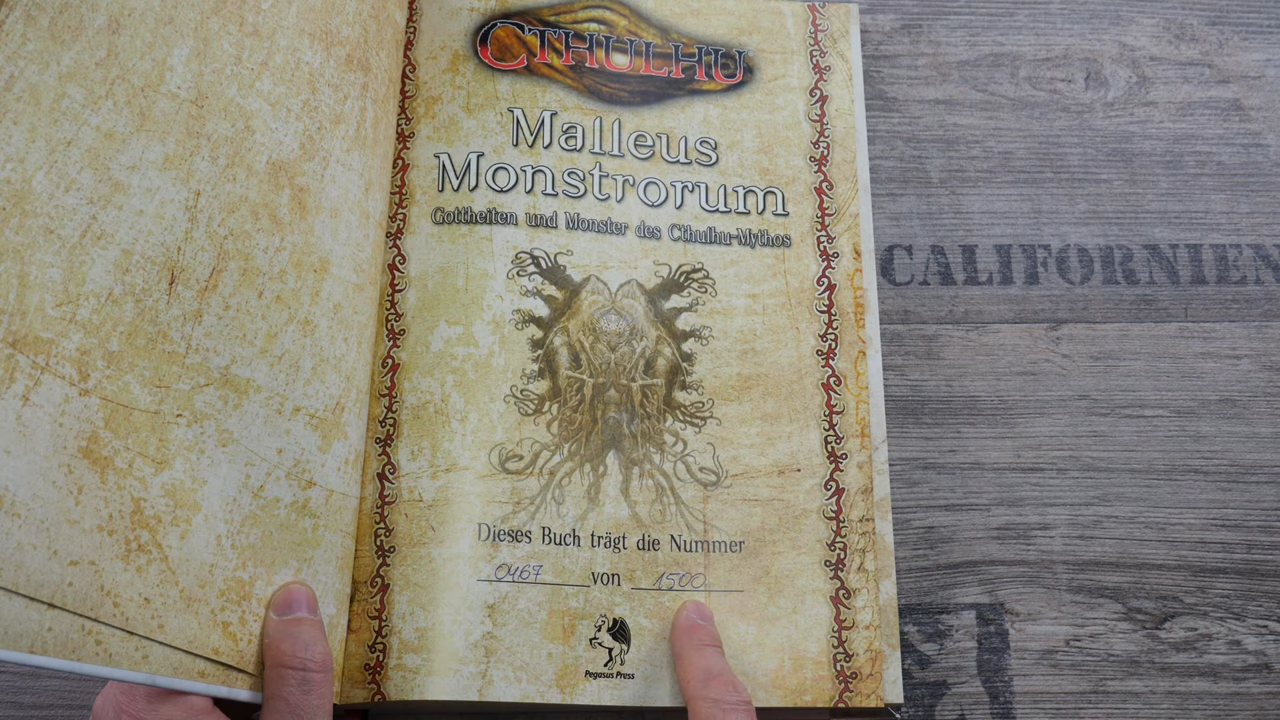 CTHULHU
Malleus
Monstrorum
Gottheiten und Monster des Cthulhu-Mythos
Dieses Buch trägt die Nummer
0467 von 1500
Pegasus Press
CALIFORNIEN